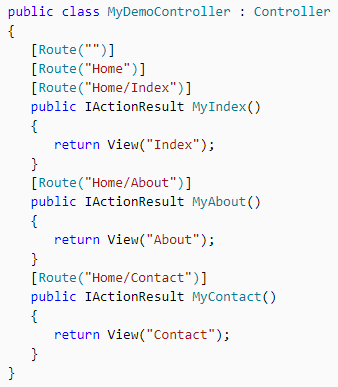 public class MyDemoController : Controller
{
   [Route("")]
   [Route("Home")]
   [Route("Home/Index")]
   public IActionResult MyIndex()
   {
      return View("Index");
   }
   [Route("Home/About")]
   public IActionResult MyAbout()
   {
      return View("About");
   }
   [Route("Home/Contact")]
   public IActionResult MyContact()
   {
      return View("Contact");
   }
}